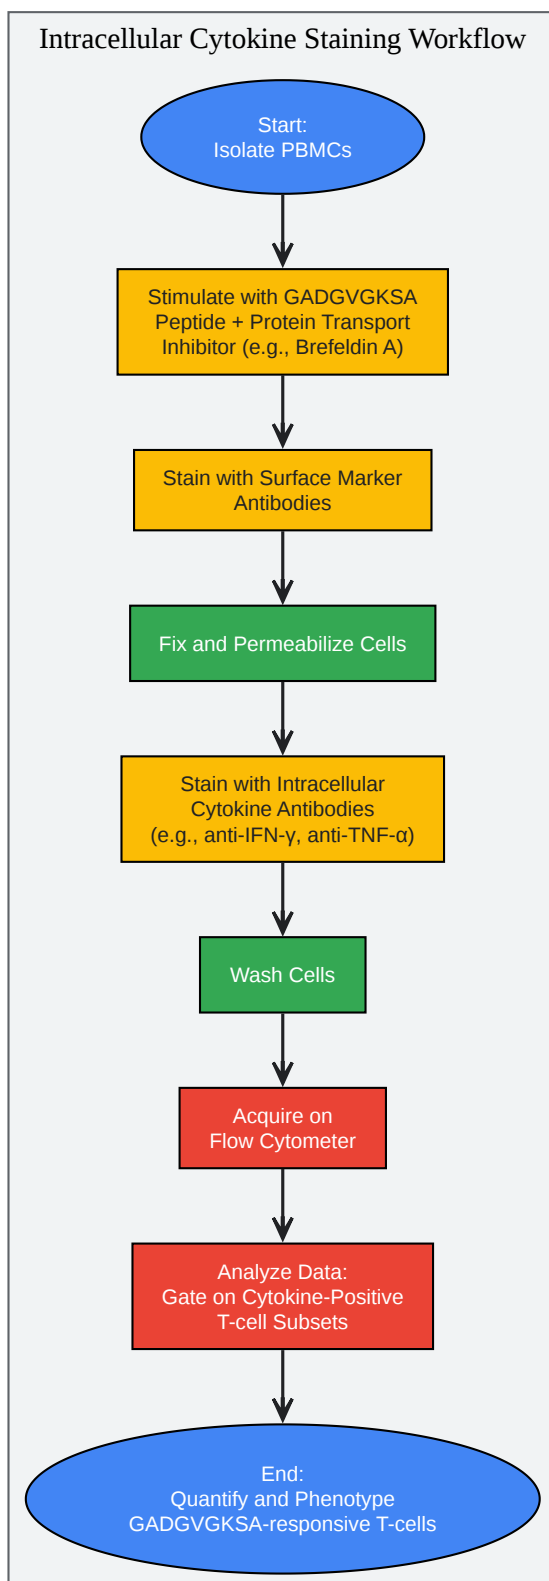 Intracellular Cytokine Staining Workflow
Start:
Isolate PBMCs
Stimulate with GADGVGKSA
Peptide + Protein Transport
Inhibitor (e.g., Brefeldin A)
Stain with Surface Marker
Antibodies
Fix and Permeabilize Cells
Stain with Intracellular
Cytokine Antibodies
(e.g., anti-IFN-γ, anti-TNF-α)
Wash Cells
Acquire on
Flow Cytometer
Analyze Data:
Gate on Cytokine-Positive
T-cell Subsets
End:
Quantify and Phenotype
GADGVGKSA-responsive T-cells